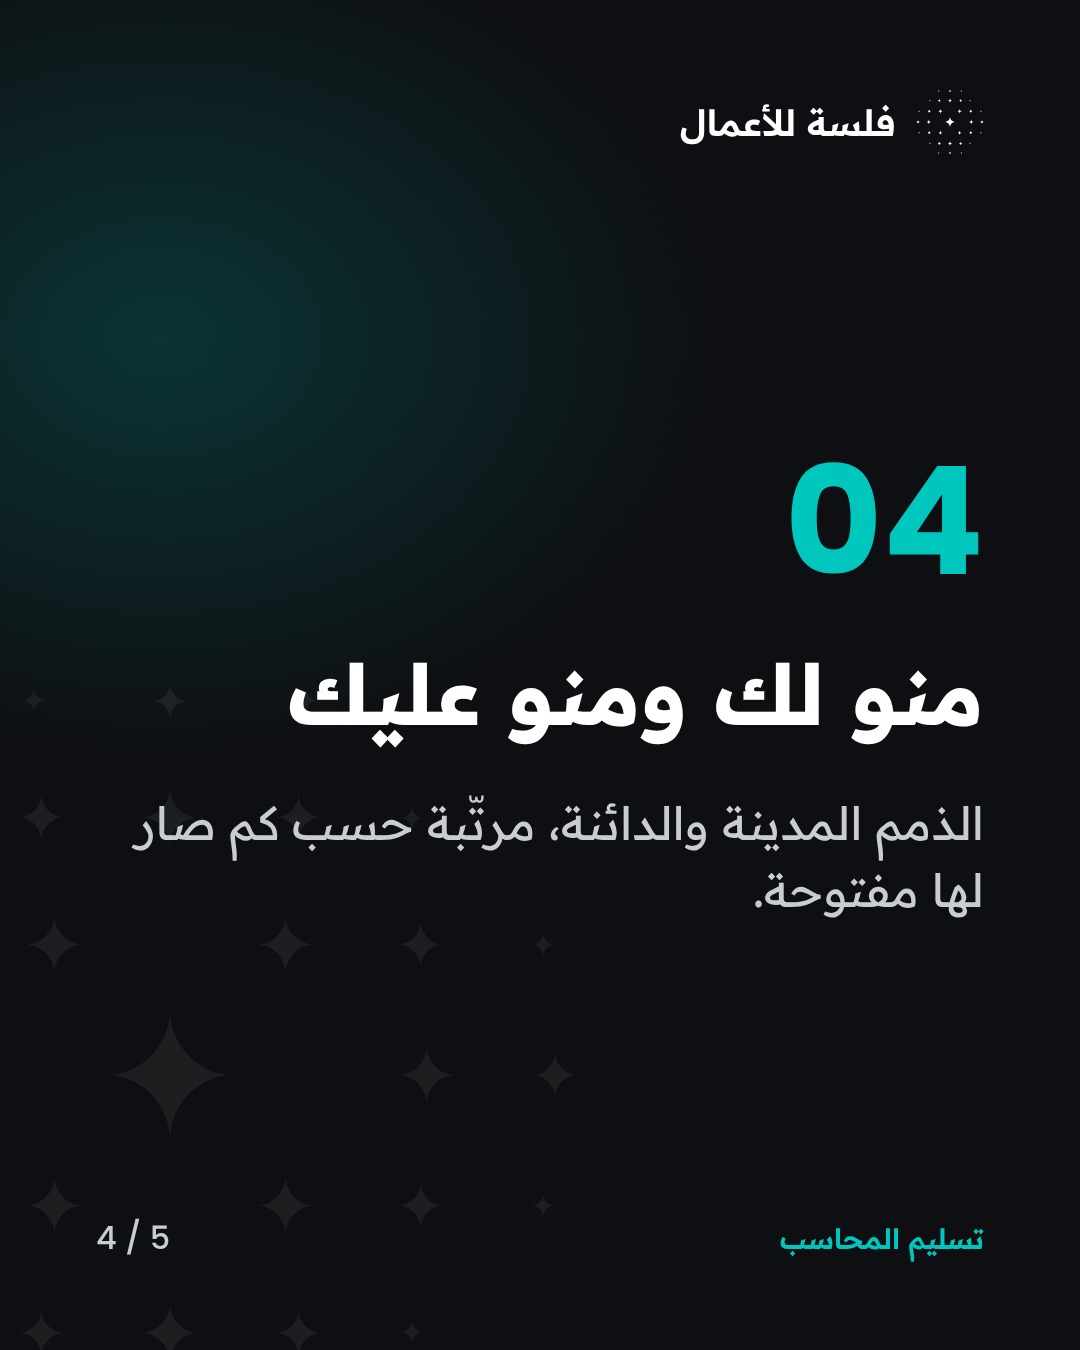 فلسة للأعمال
04
منو لك ومنو عليك
الذمم المدينة والدائنة، مرتّبة حسب كم صار
لها مفتوحة.
تسليم المحاسب
4 / 5